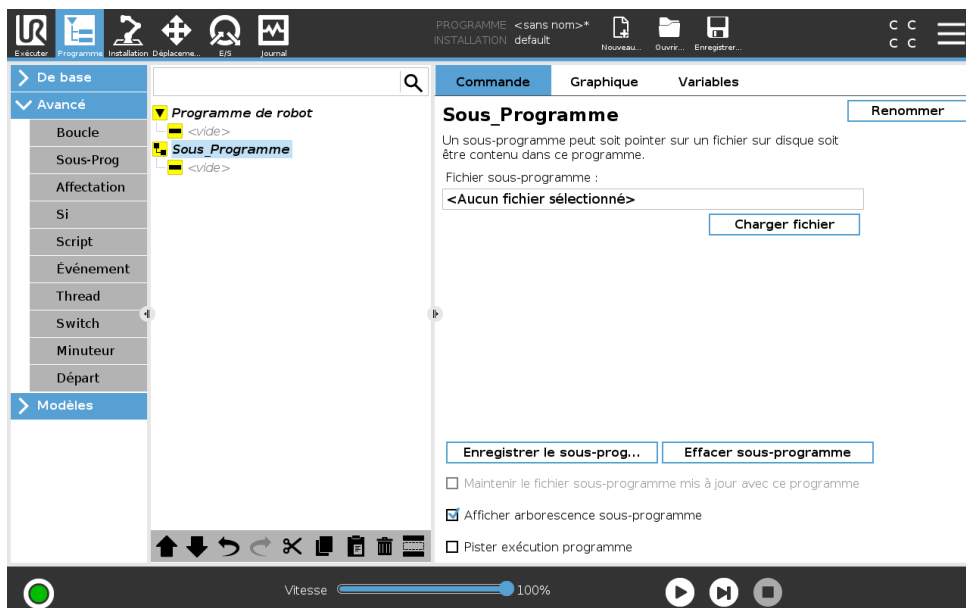 PROGRAMME <sans nom>*
INSTALLATION default
Exécuter
Programme
Installation
Déplaceme...
E/S
Journal
Nouveau...
Ouvrir...
Enregistrer...
C C
C C
De base
Avancé
Boucle
Sous-Prog
Affectation
Si
Script
Événement
Thread
Switch
Minuteur
Départ
Modèles
Programme de robot
<vide>
Sous_Programme
<vide>
Commande
Graphique
Variables
Sous_Programme
Renommer
Un sous-programme peut soit pointer sur un fichier sur disque soit
être contenu dans ce programme.
Fichier sous-programme :
<Aucun fichier sélectionné>
Charger fichier
Enregistrer le sous-prog...
Effacer sous-programme
Maintenir le fichier sous-programme mis à jour avec ce programme
Afficher arborescence sous-programme
Pister exécution programme
Vitesse
100%